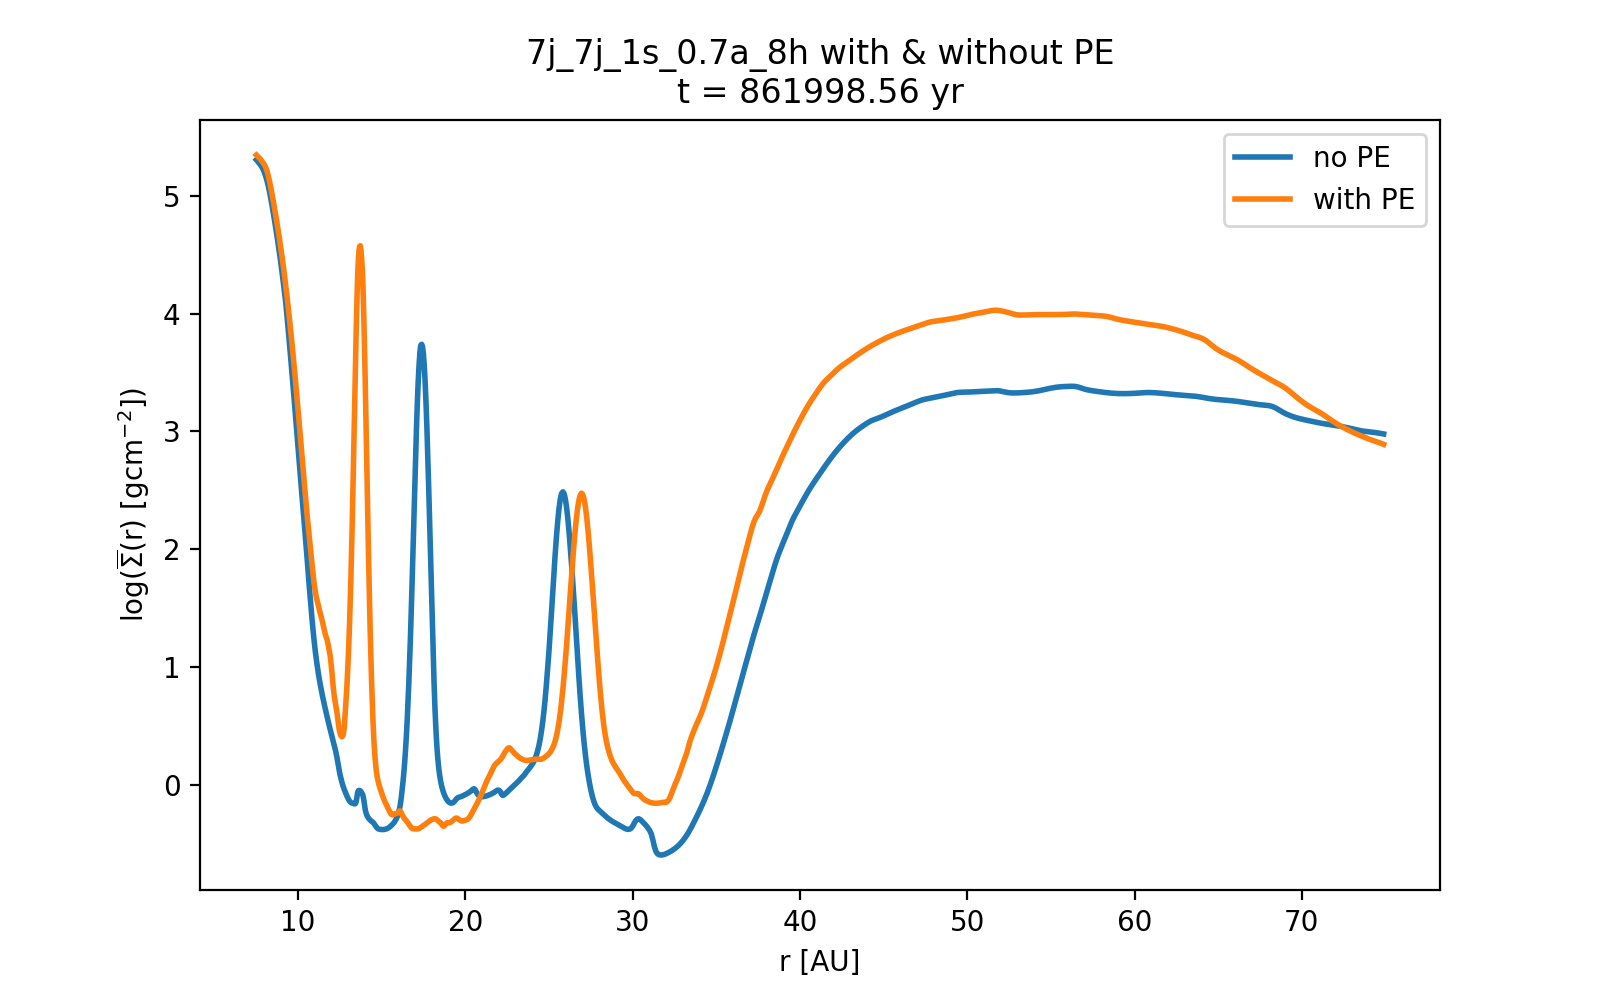 7j_7j_1s_0.7a_8h with & without PE
t = 861998.56 yr
no PE
with PE
log(Σ̅(r) [gcm⁻²])
5
4
3
2
1
0
10 20 30 40 50 60 70
r [AU]